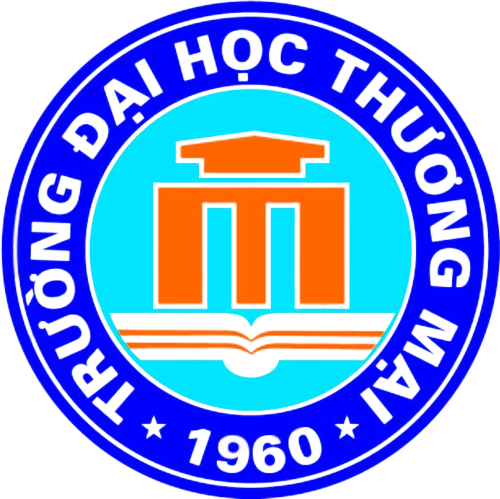 TRƯỜNG ĐẠI HỌC THƯƠNG MẠI
1960